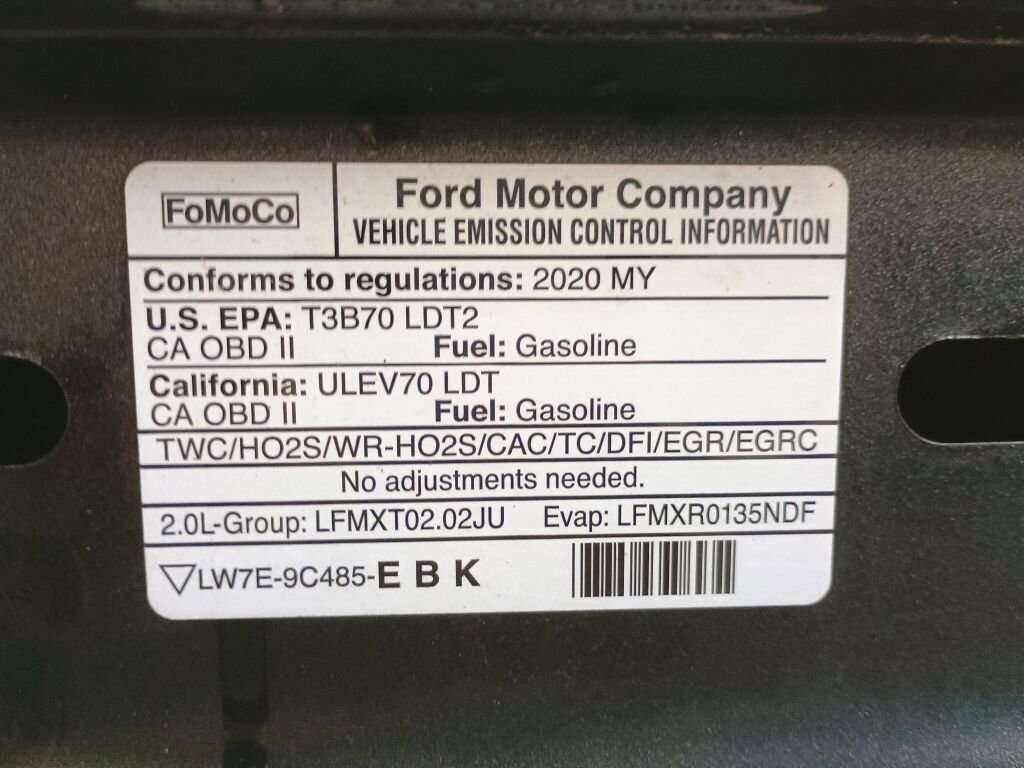 FoMoCo
Ford Motor Company
VEHICLE EMISSION CONTROL INFORMATION
Conforms to regulations: 2020 MY
U.S. EPA: T3B70 LDT2
CA OBD II Fuel: Gasoline
California: ULEV70 LDT
CA OBD II Fuel: Gasoline
TWC/HO2S/WR-HO2S/CAC/TC/DFI/EGR/EGRC
No adjustments needed.
2.0L-Group: LFMXT02.02JU Evap: LFMXR0135NDF
▽LW7E-9C485-E B K